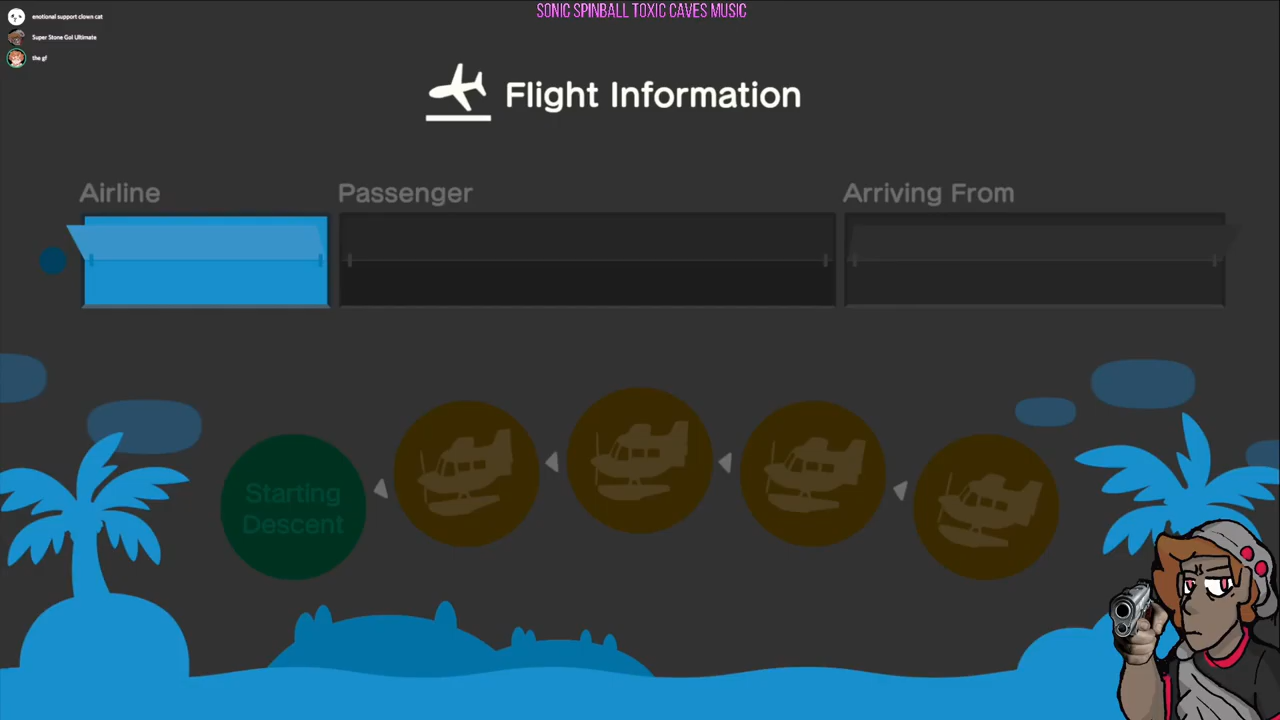 SONIC SPINBALL TOXIC CAVES MUSIC
enotional support clown cat
Super Stone Gol Ultimate
the gf
Flight Information
Airline
Passenger
Arriving From
Starting
Descent